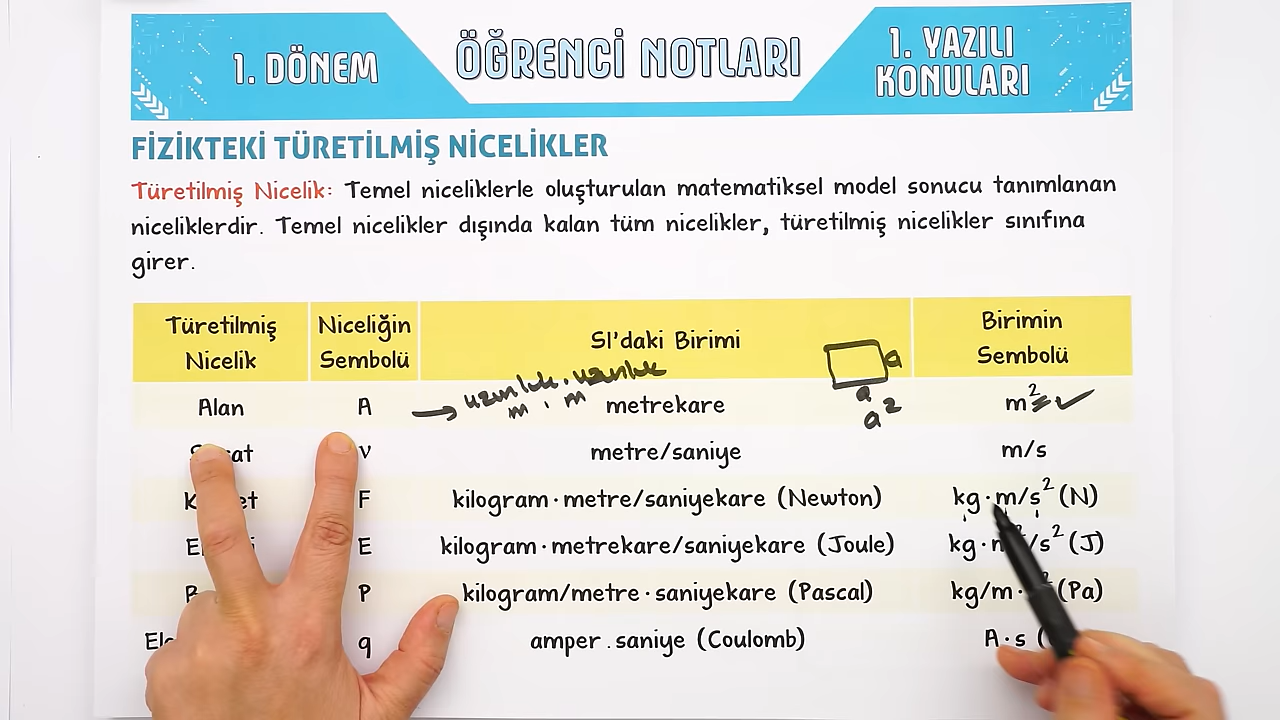 1. DÖNEM
ÖĞRENCİ NOTLARI
1. YAZILI
KONULARI
FİZİKTEKİ TÜRETİLMİŞ NİCELİKLER
Türetilmiş Nicelik: Temel niceliklerle oluşturulan matematiksel model sonucu tanımlanan
niceliklerdir. Temel nicelikler dışında kalan tüm nicelikler, türetilmiş nicelikler sınıfına
girer.
Türetilmiş Nicelik
Niceliğin Sembolü
SI'daki Birimi
Birimin Sembolü
uzunluk . uzunluk
m . m
a
a
a²
Alan A metrekare m²
v metre/saniye m/s
F kilogram·metre/saniyekare (Newton) kg·m/s² (N)
E kilogram·metrekare/saniyekare (Joule) kg· /s² (J)
P kilogram/metre·saniyekare (Pascal) kg/m· (Pa)
q amper.saniye (Coulomb) A·s